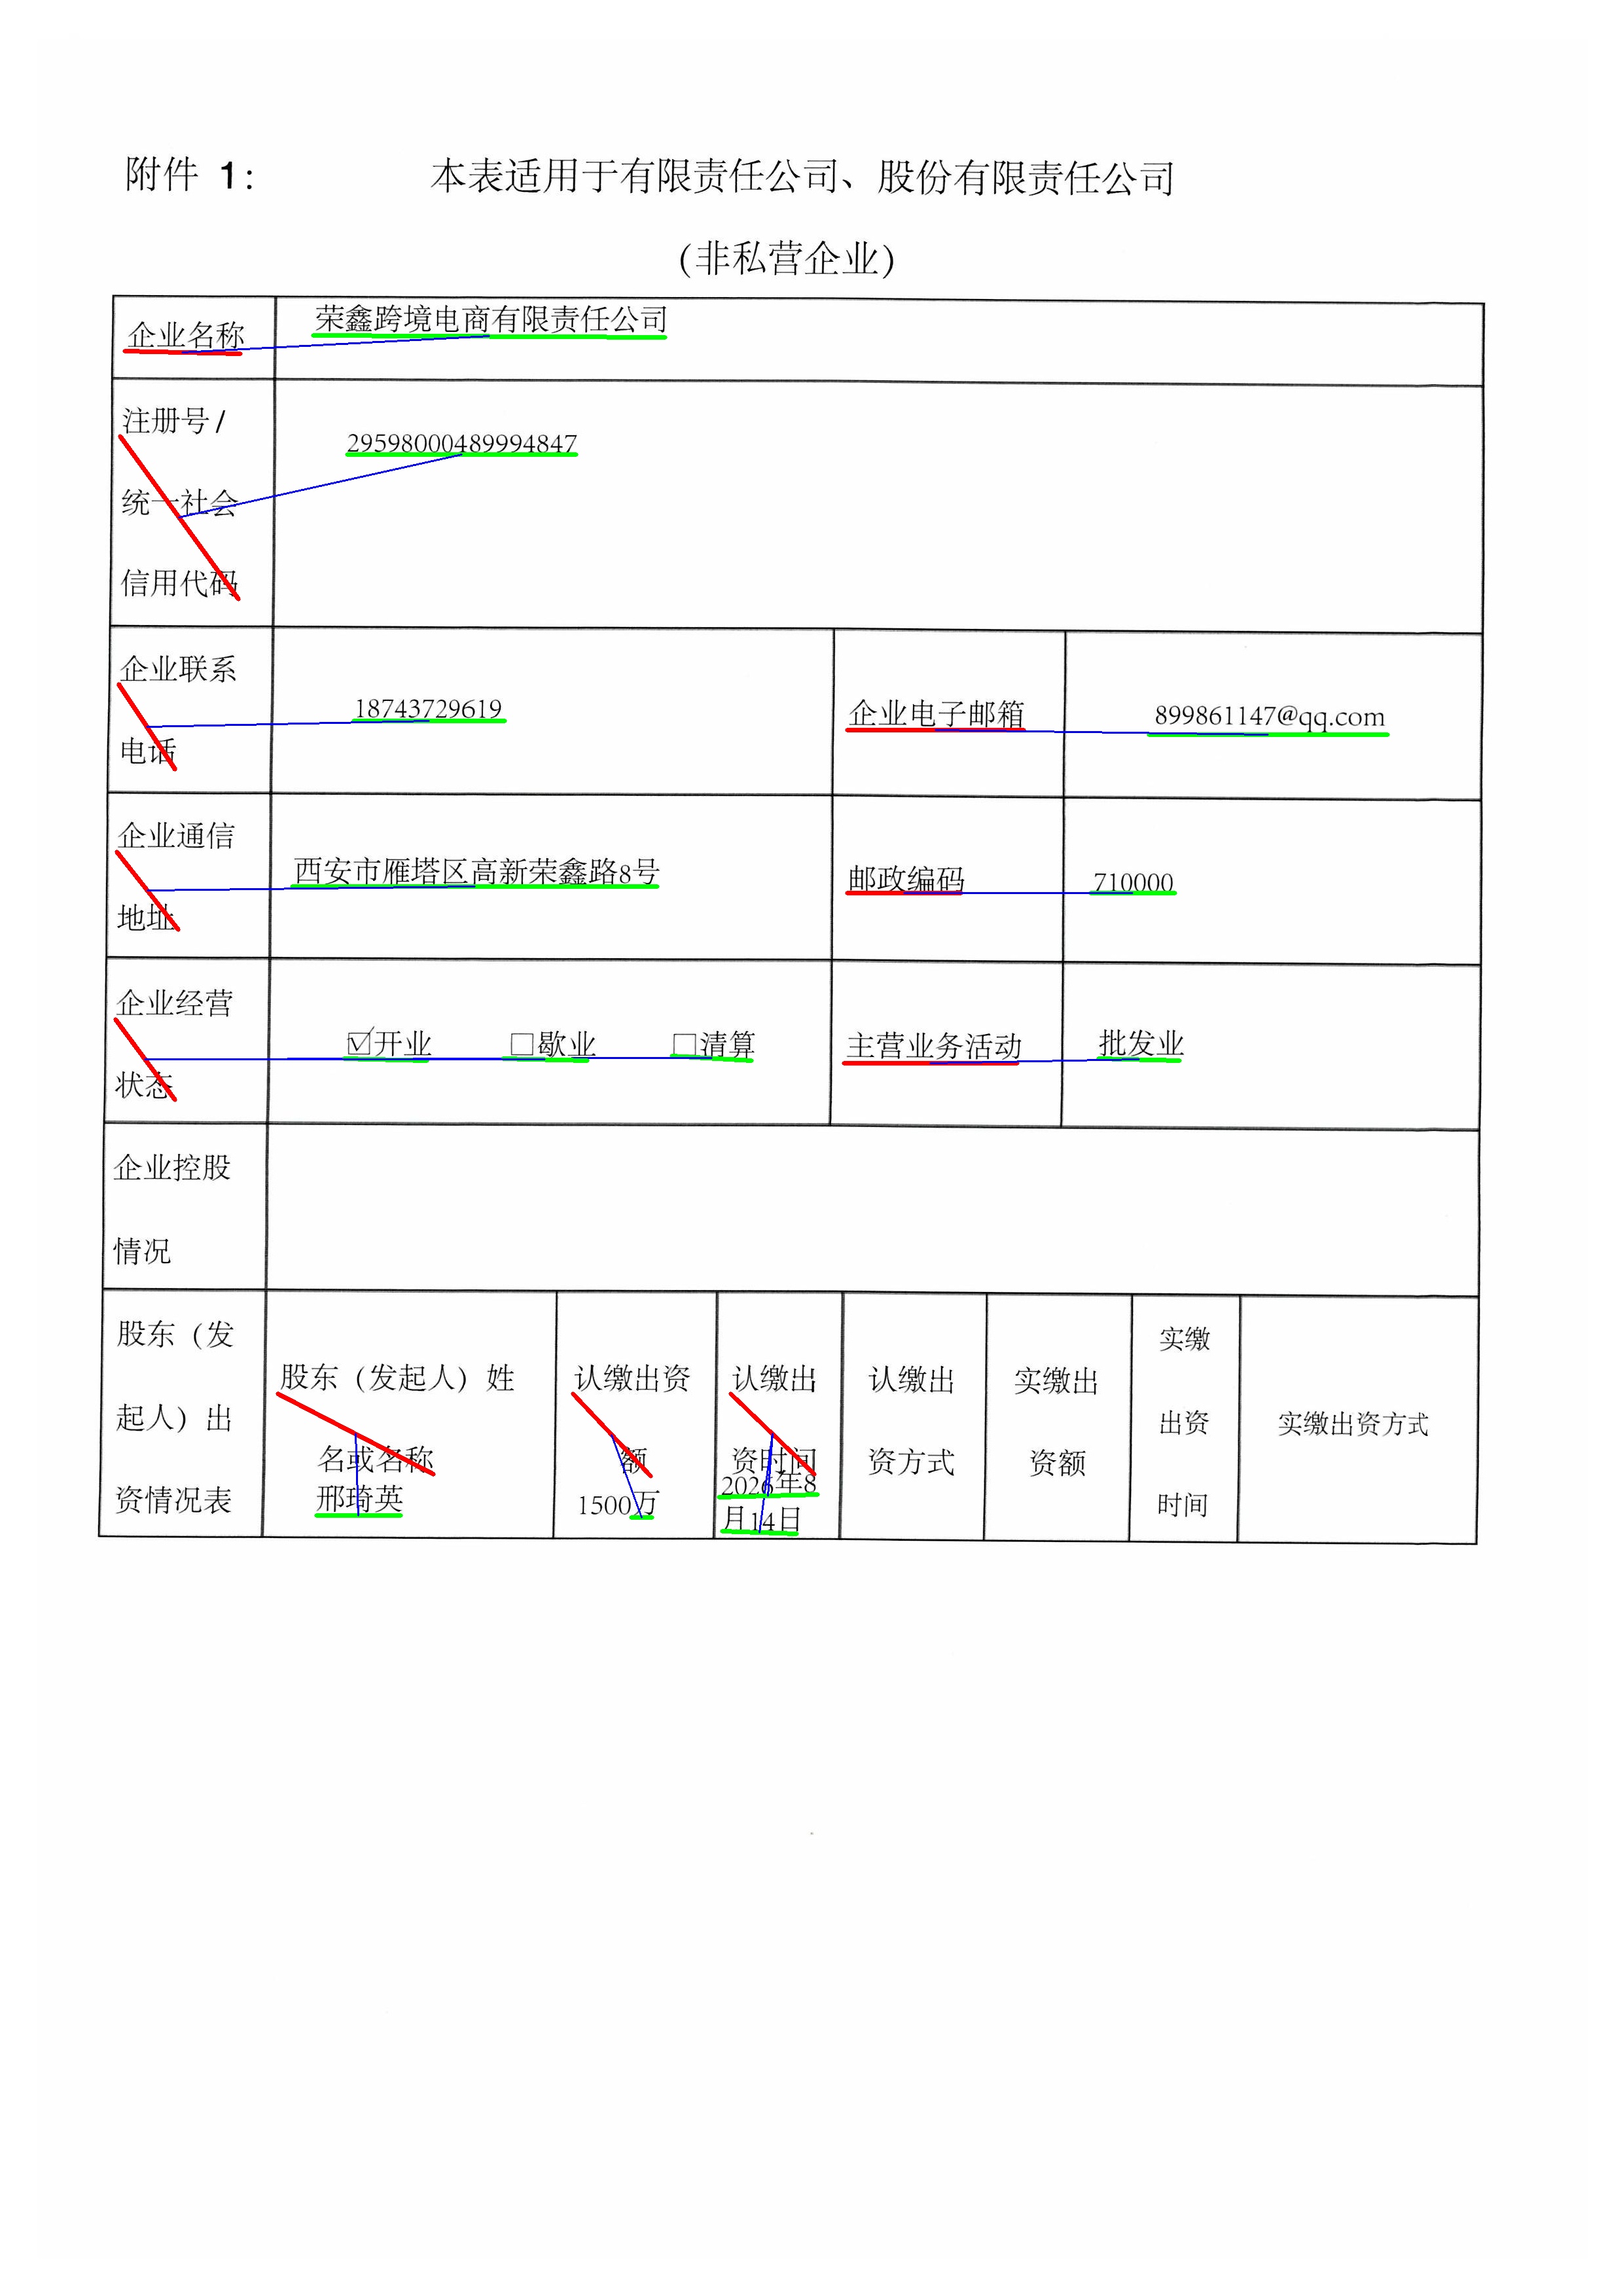 附件 1： 本表适用于有限责任公司、股份有限责任公司
（非私营企业）
企业名称 荣鑫跨境电商有限责任公司
注册号/
统一社会
信用代码
29598000489994847
企业联系
电话
18743729619
企业电子邮箱
899861147@qq.com
企业通信
地址
西安市雁塔区高新荣鑫路8号
邮政编码
710000
企业经营
状态
☑开业 □歇业 □清算
主营业务活动
批发业
企业控股
情况
股东（发
起人）出
资情况表
股东（发起人）姓
名或名称
邢琦英
认缴出资
额
1500万
认缴出
资时间
2026年8
月14日
认缴出
资方式
实缴出
资额
实缴
出资
时间
实缴出资方式